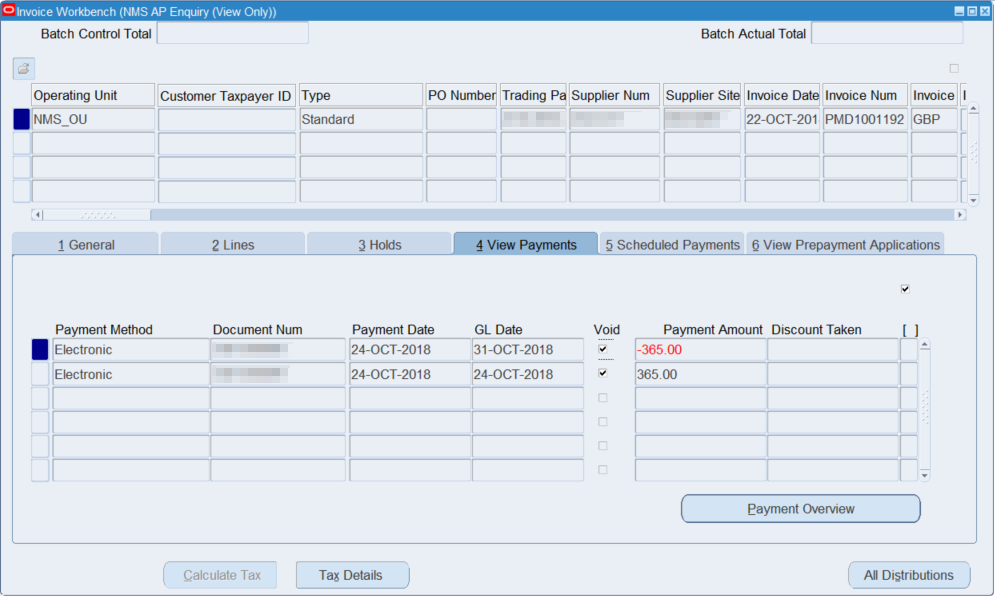 Invoice Workbench (NMS AP Enquiry (View Only))
Batch Control Total
Batch Actual Total
Operating Unit Customer Taxpayer ID Type PO Number Trading Pa Supplier Num Supplier Site Invoice Date Invoice Num Invoice I
NMS_OU Standard 22-OCT-201 PMD1001192 GBP
1 General 2 Lines 3 Holds 4 View Payments 5 Scheduled Payments 6 View Prepayment Applications
Payment Method Document Num Payment Date GL Date Void Payment Amount Discount Taken [ ]
Electronic 24-OCT-2018 31-OCT-2018 -365.00
Electronic 24-OCT-2018 24-OCT-2018 365.00
Payment Overview
Calculate Tax Tax Details All Distributions